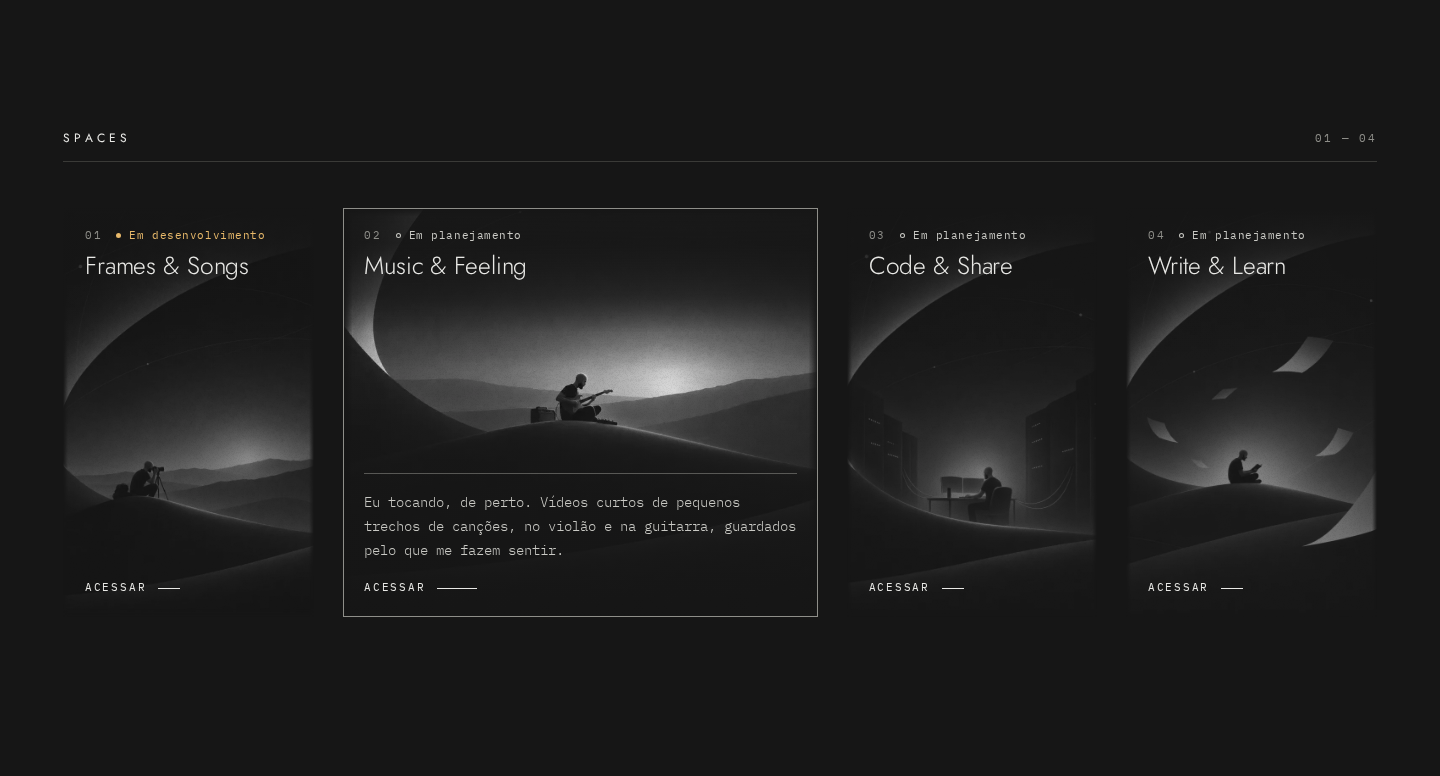 SPACES
01 — 04
01 Em desenvolvimento
Frames & Songs
ACESSAR
02 Em planejamento
Music & Feeling
Eu tocando, de perto. Vídeos curtos de pequenos
trechos de canções, no violão e na guitarra, guardados
pelo que me fazem sentir.
ACESSAR
03 Em planejamento
Code & Share
ACESSAR
04 Em planejamento
Write & Learn
ACESSAR